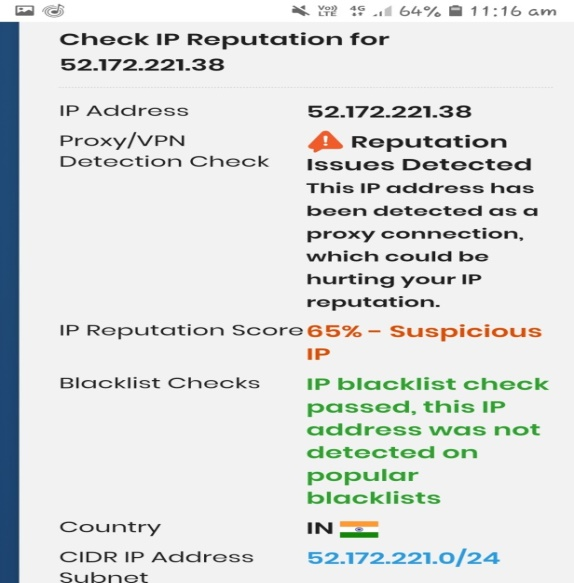 Vo)) LTE 4G 64% 11:16 am
Check IP Reputation for
52.172.221.38
IP Address 52.172.221.38
Proxy/VPN Reputation
Detection Check Issues Detected
This IP address has
been detected as a
proxy connection,
which could be
hurting your IP
reputation.
IP Reputation Score 65% – Suspicious
IP
Blacklist Checks IP blacklist check
passed, this IP
address was not
detected on
popular
blacklists
Country IN
CIDR IP Address 52.172.221.0/24
Subnet